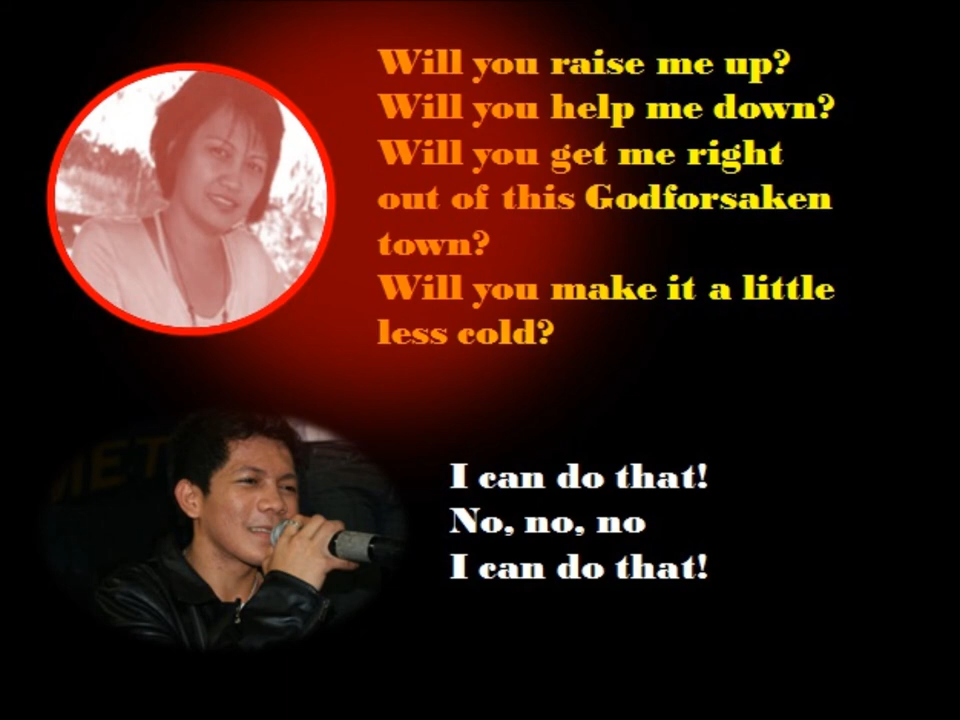 Will you raise me up?
Will you help me down?
Will you get me right
out of this Godforsaken
town?
Will you make it a little
less cold?
MET
I can do that!
No, no, no
I can do that!